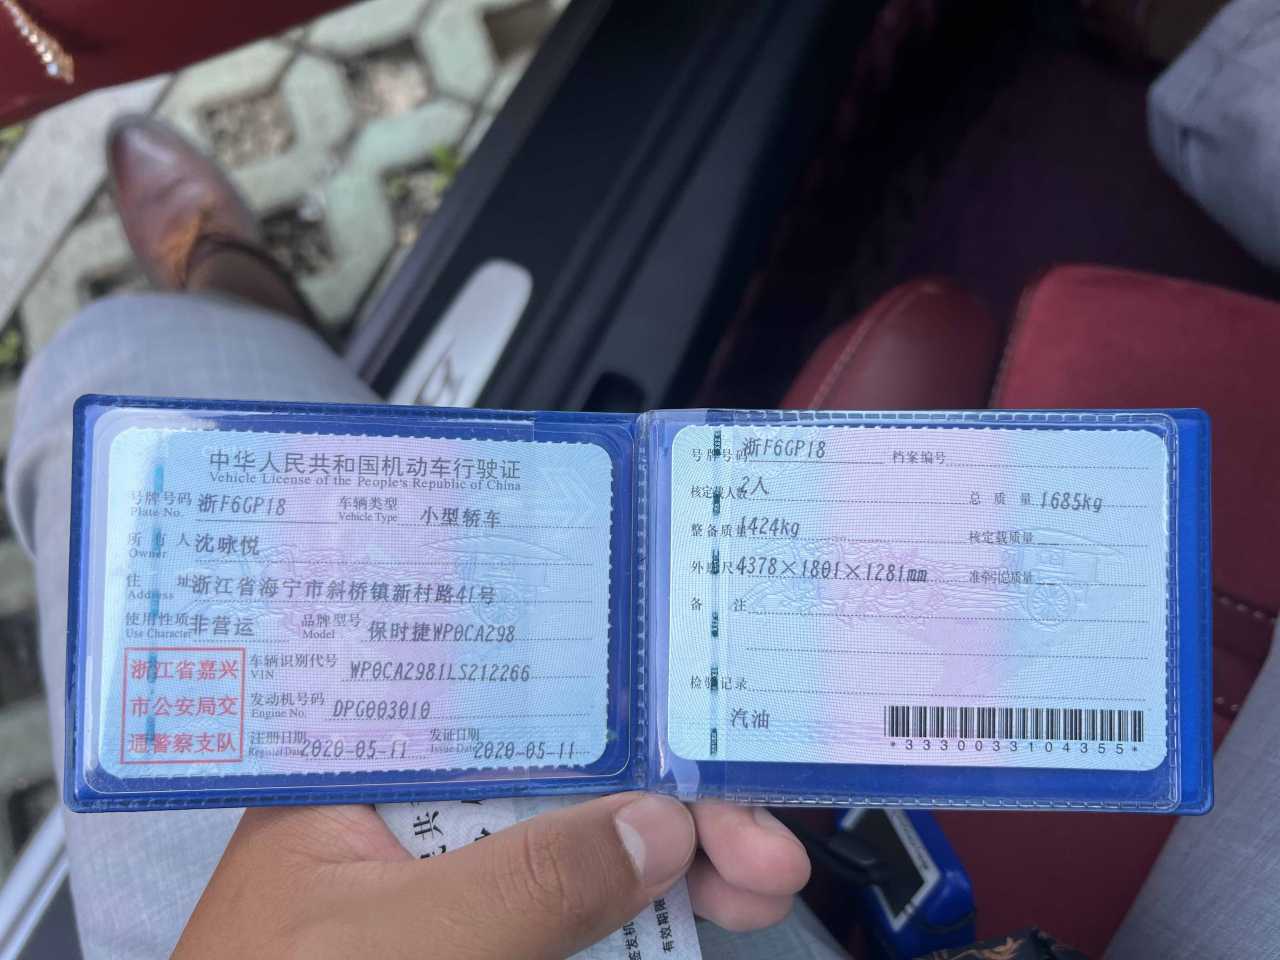 中华人民共和国机动车行驶证
Vehicle License of the People's Republic of China
号牌号码 浙F6GP18 车辆类型 小型轿车
Plate No. Vehicle Type
所有人 沈咏悦
Owner
住址 浙江省海宁市斜桥镇新村路41号
Address
使用性质 非营运 品牌型号 保时捷WP0CA298
Use Character Model
浙江省嘉兴
市公安局交
通警察支队
车辆识别代号 WP0CA2981LS212266
VIN
发动机号码 DPG003010
Engine No.
注册日期 2020-05-11 发证日期 2020-05-11
Register Date Issue Date
号牌号码 浙F6GP18 档案编号
核定载人数 2人 总质量 1685kg
整备质量 1424kg 核定载质量
外廓尺寸 4378×1801×1281mm 准牵引总质量
备注
检验记录
汽油
*3330033104355*
有效期限